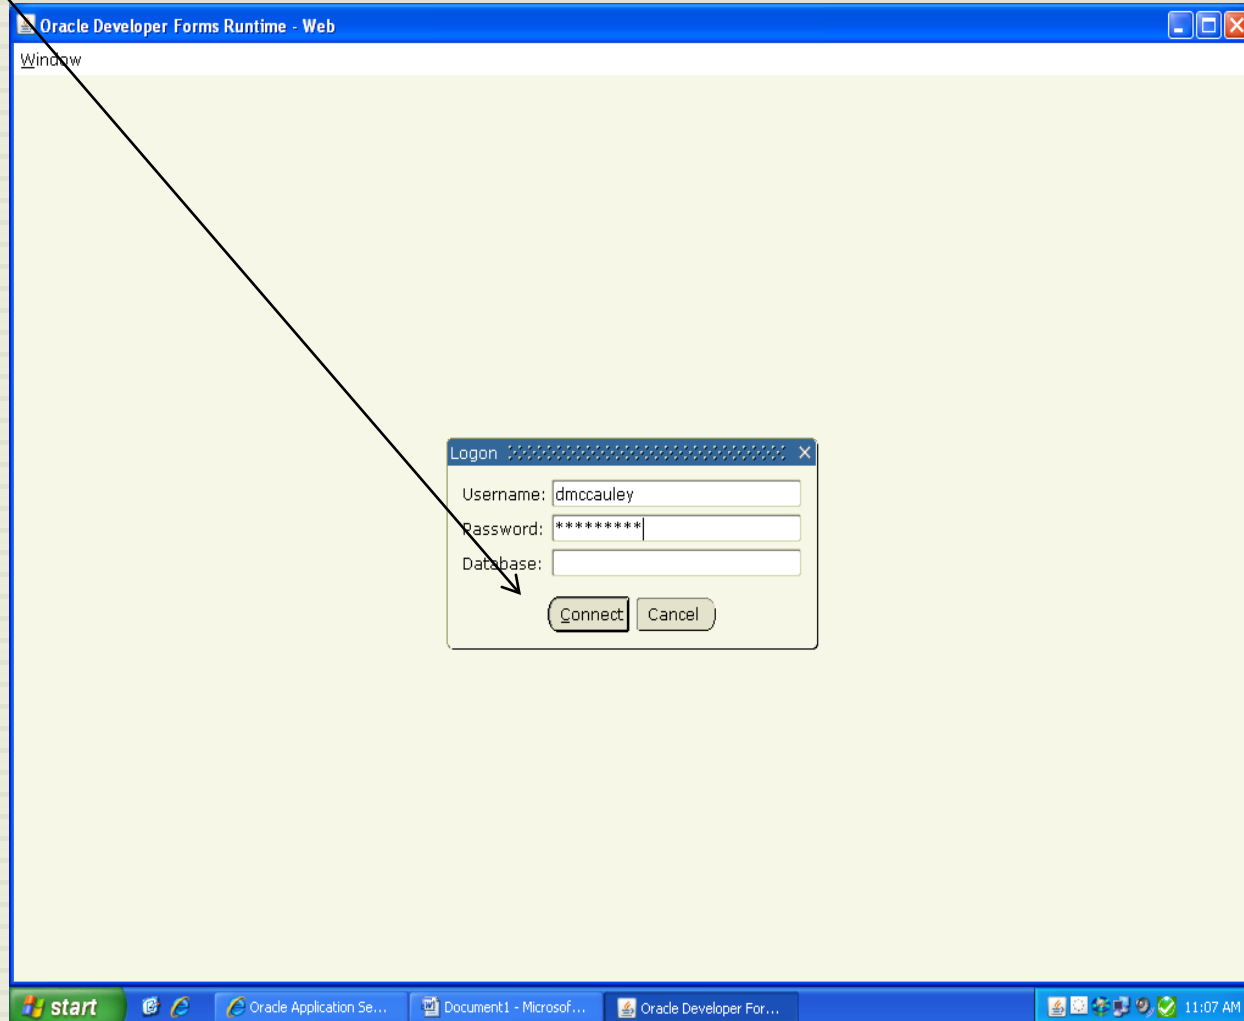 Oracle Developer Forms Runtime - Web
Window
Logon
Username: dmccauley
Password: *********
Database:
Connect Cancel
start Oracle Application Se... Document1 - Microsof... Oracle Developer For... 11:07 AM